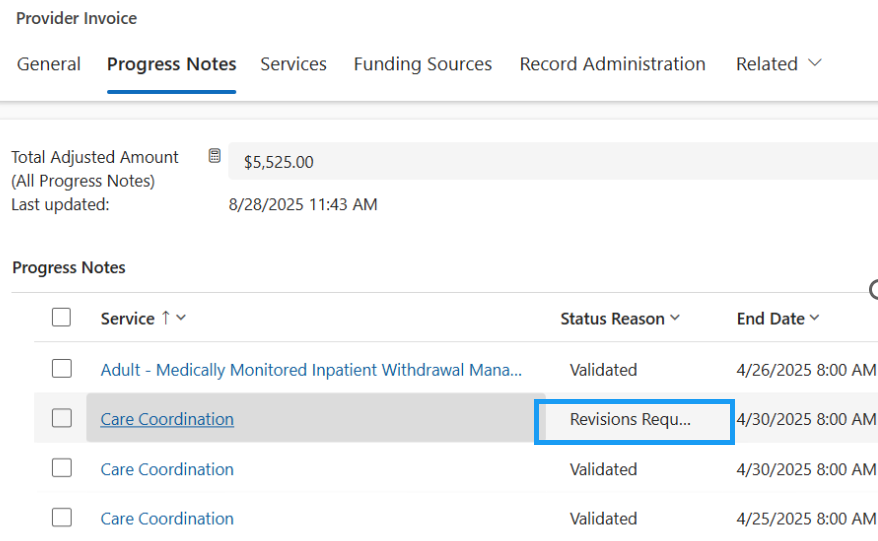 Provider Invoice
General Progress Notes Services Funding Sources Record Administration Related
Total Adjusted Amount $5,525.00
(All Progress Notes)
Last updated: 8/28/2025 11:43 AM
Progress Notes
Service ↑ Status Reason End Date
Adult - Medically Monitored Inpatient Withdrawal Mana... Validated 4/26/2025 8:00 AM
Care Coordination Revisions Requ... 4/30/2025 8:00 AM
Care Coordination Validated 4/30/2025 8:00 AM
Care Coordination Validated 4/25/2025 8:00 AM